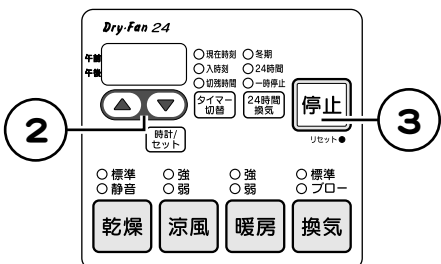 Dry・Fan 24
午前
午後
○現在時刻 ○冬期
○入時刻 ○24時間
○切残時間 ○一時停止
タイマー
切替
24時間
換気
停止
リセット●
時計/
セット
2
3
○標準
○静音
○強
○弱
○強
○弱
○標準
○ブロー
乾燥
涼風
暖房
換気